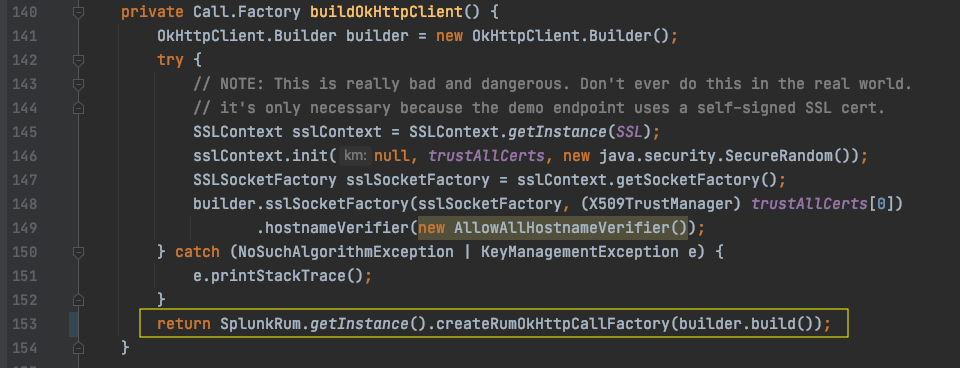 140 private Call.Factory buildOkHttpClient() {
141 OkHttpClient.Builder builder = new OkHttpClient.Builder();
142 try {
143 // NOTE: This is really bad and dangerous. Don't ever do this in the real world.
144 // it's only necessary because the demo endpoint uses a self-signed SSL cert.
145 SSLContext sslContext = SSLContext.getInstance(SSL);
146 sslContext.init( km: null, trustAllCerts, new java.security.SecureRandom());
147 SSLSocketFactory sslSocketFactory = sslContext.getSocketFactory();
148 builder.sslSocketFactory(sslSocketFactory, (X509TrustManager) trustAllCerts[0])
149 .hostnameVerifier(new AllowAllHostnameVerifier());
150 } catch (NoSuchAlgorithmException | KeyManagementException e) {
151 e.printStackTrace();
152 }
153 return SplunkRum.getInstance().createRumOkHttpCallFactory(builder.build());
154 }